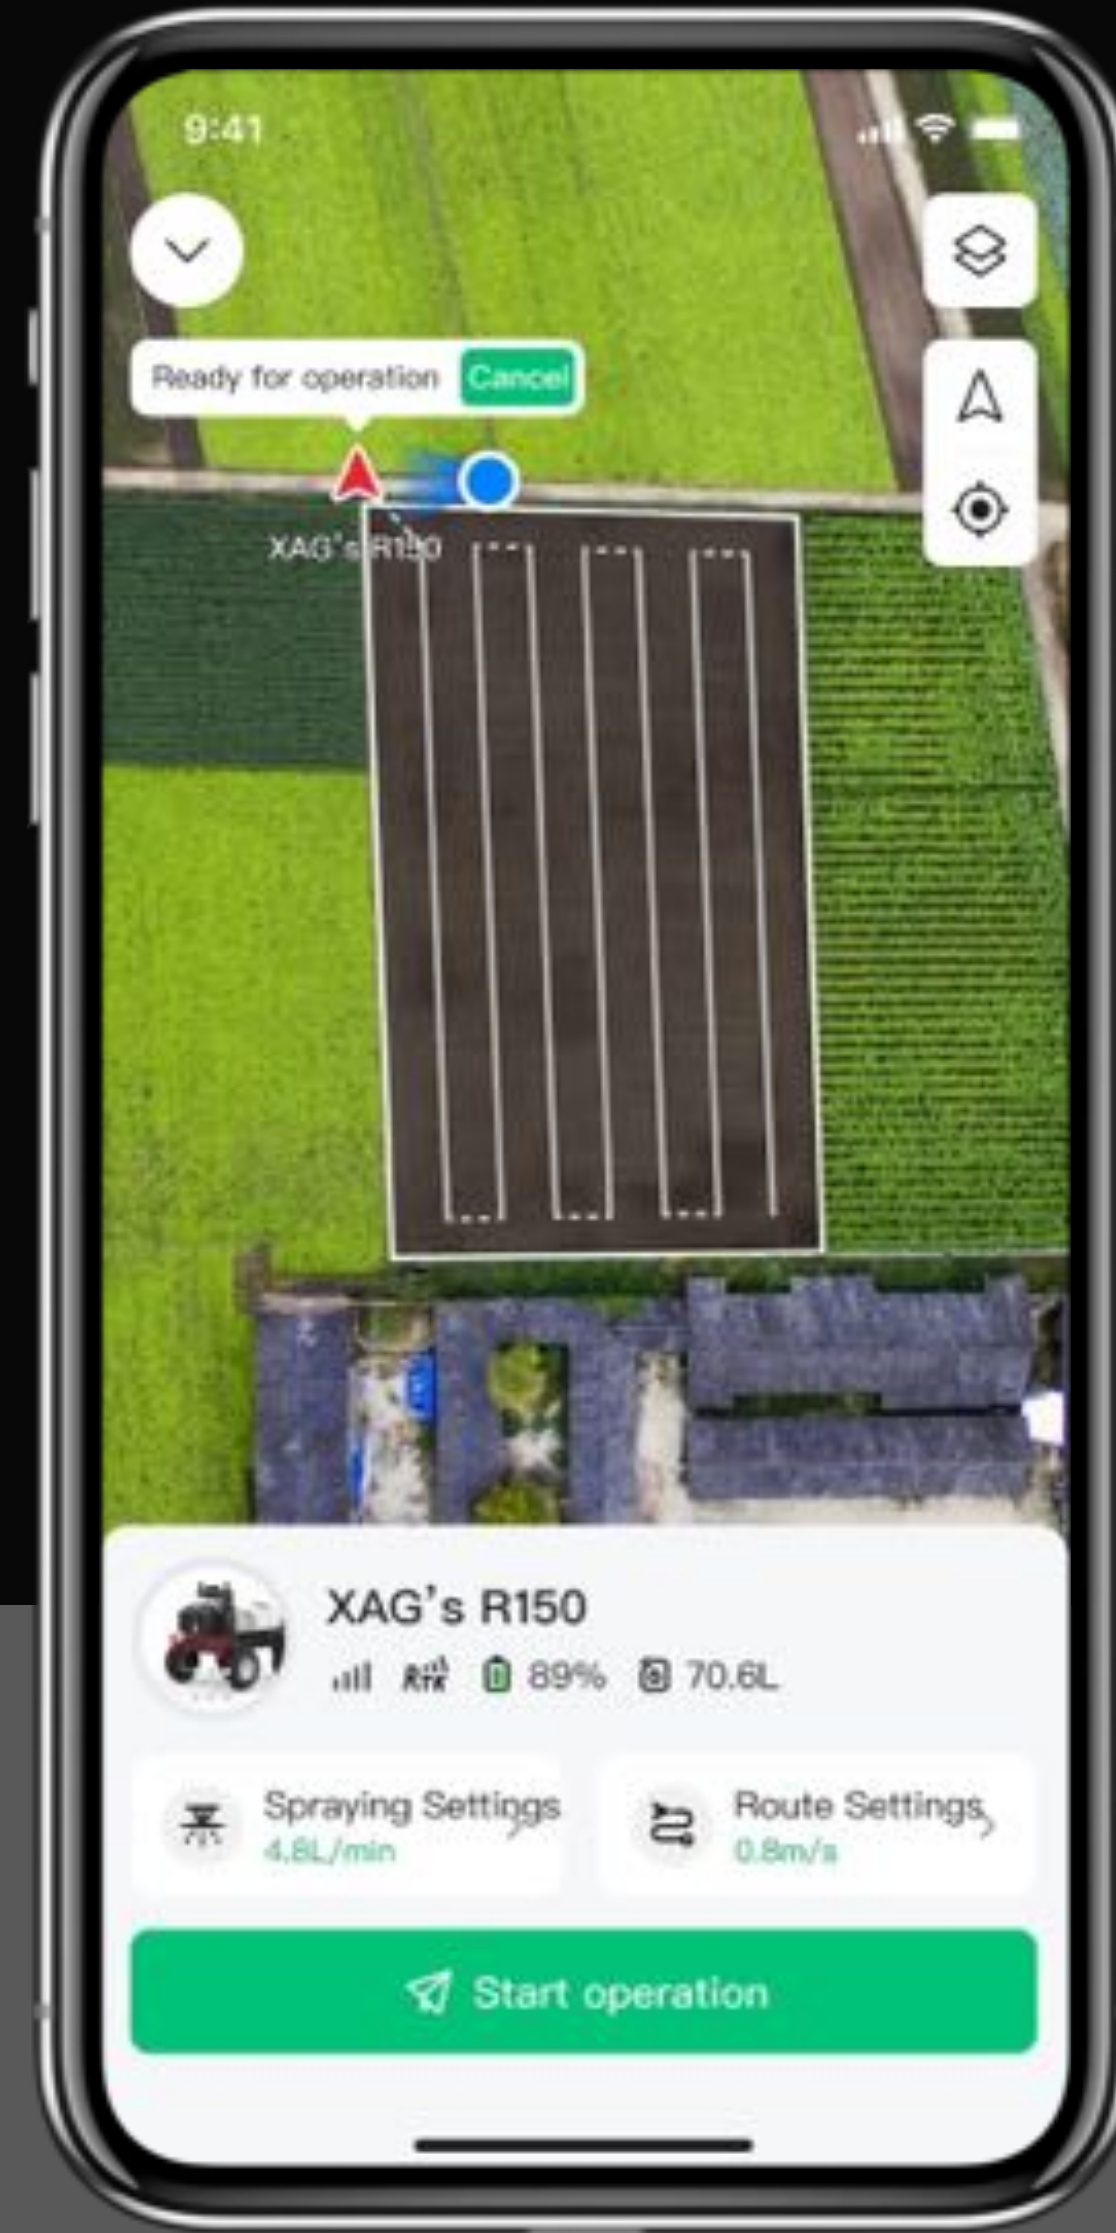 9:41
Ready for operation Cancel
XAG's R150
XAG's R150
RTK 89% 70.6L
Spraying Settings
4.8L/min
Route Settings
0.8m/s
Start operation